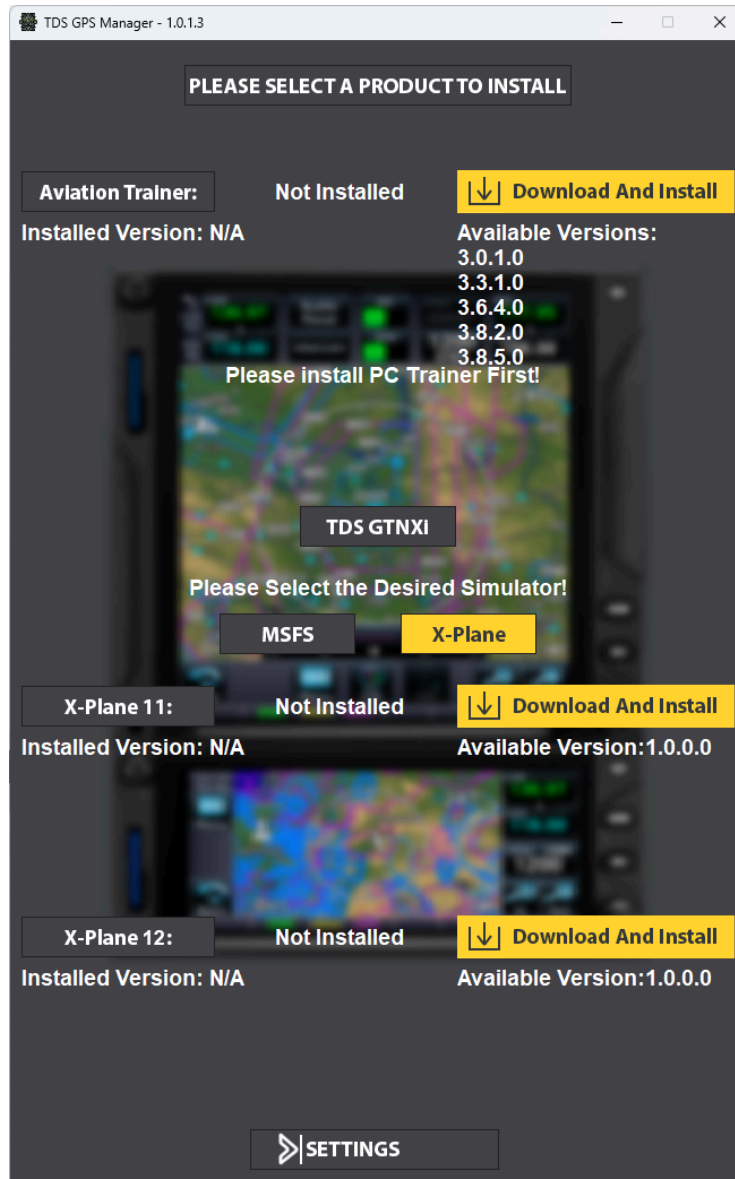 TDS GPS Manager - 1.0.1.3
PLEASE SELECT A PRODUCT TO INSTALL
Aviation Trainer: Not Installed Download And Install
Installed Version: N/A Available Versions:
3.0.1.0
3.3.1.0
3.6.4.0
3.8.2.0
3.8.5.0
Please install PC Trainer First!
TDS GTNXi
Please Select the Desired Simulator!
MSFS X-Plane
X-Plane 11: Not Installed Download And Install
Installed Version: N/A Available Version:1.0.0.0
X-Plane 12: Not Installed Download And Install
Installed Version: N/A Available Version:1.0.0.0
SETTINGS